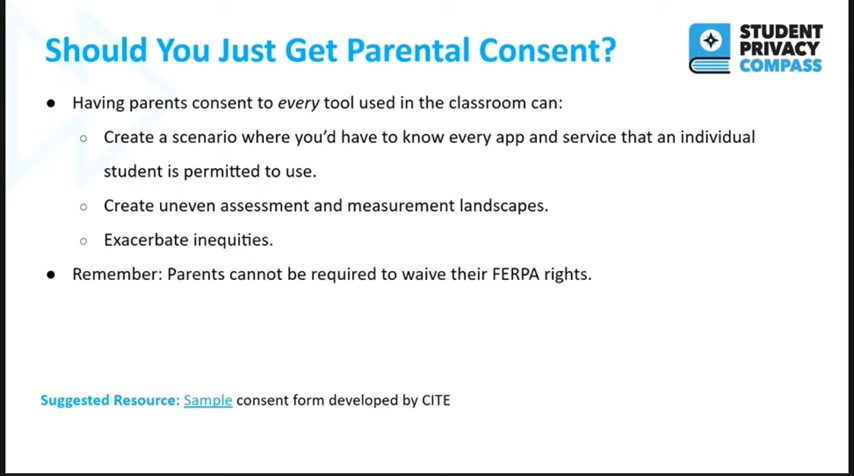 Should You Just Get Parental Consent?
STUDENT
PRIVACY
COMPASS
● Having parents consent to every tool used in the classroom can:
○ Create a scenario where you'd have to know every app and service that an individual
student is permitted to use.
○ Create uneven assessment and measurement landscapes.
○ Exacerbate inequities.
● Remember: Parents cannot be required to waive their FERPA rights.
Suggested Resource: Sample consent form developed by CITE